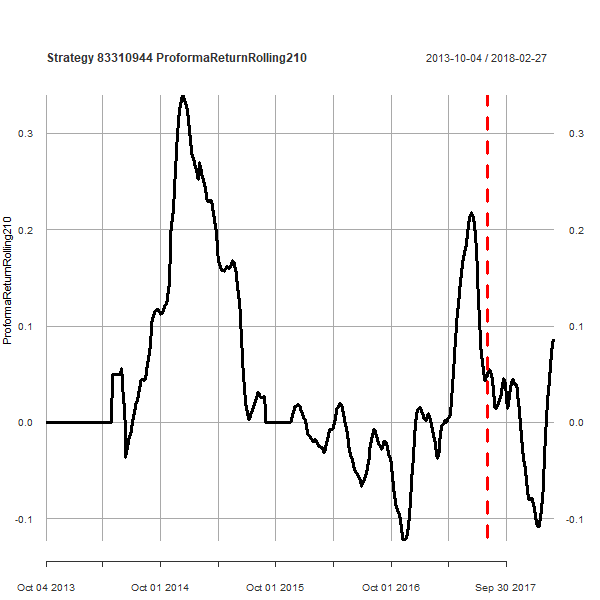 Strategy 83310944 ProformaReturnRolling210
2013-10-04 / 2018-02-27
ProformaReturnRolling210
0.3
0.3
0.2
0.2
0.1
0.1
0.0
0.0
-0.1
-0.1
Oct 04 2013
Oct 01 2014
Oct 01 2015
Oct 01 2016
Sep 30 2017